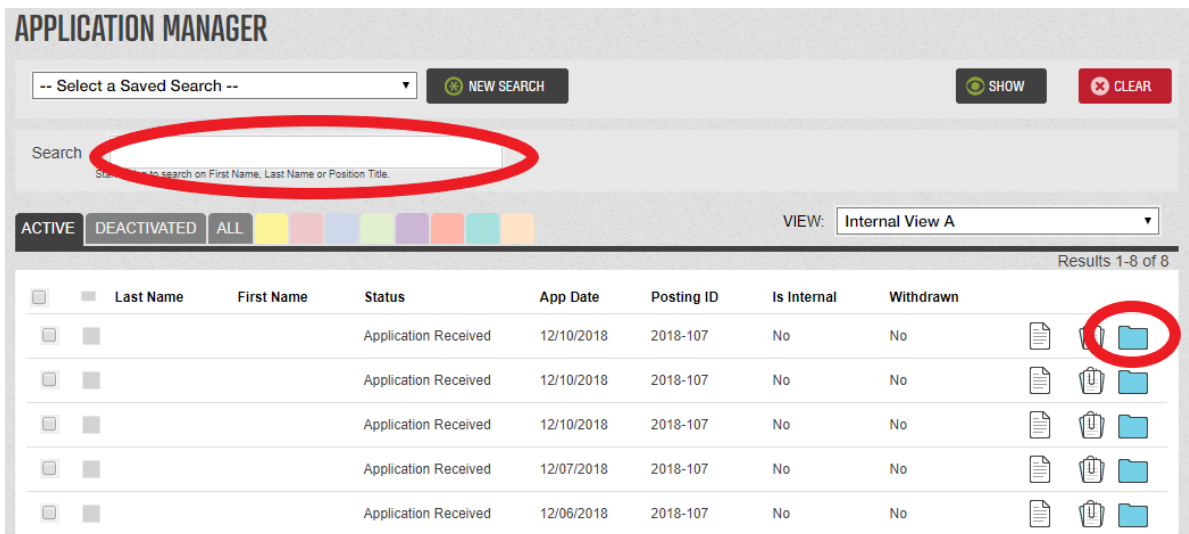 APPLICATION MANAGER
-- Select a Saved Search -- NEW SEARCH SHOW CLEAR
Search
to search on First Name, Last Name or Position Title.
ACTIVE DEACTIVATED ALL VIEW: Internal View A
Results 1-8 of 8
Last Name First Name Status App Date Posting ID Is Internal Withdrawn
Application Received 12/10/2018 2018-107 No No
Application Received 12/10/2018 2018-107 No No
Application Received 12/10/2018 2018-107 No No
Application Received 12/07/2018 2018-107 No No
Application Received 12/06/2018 2018-107 No No